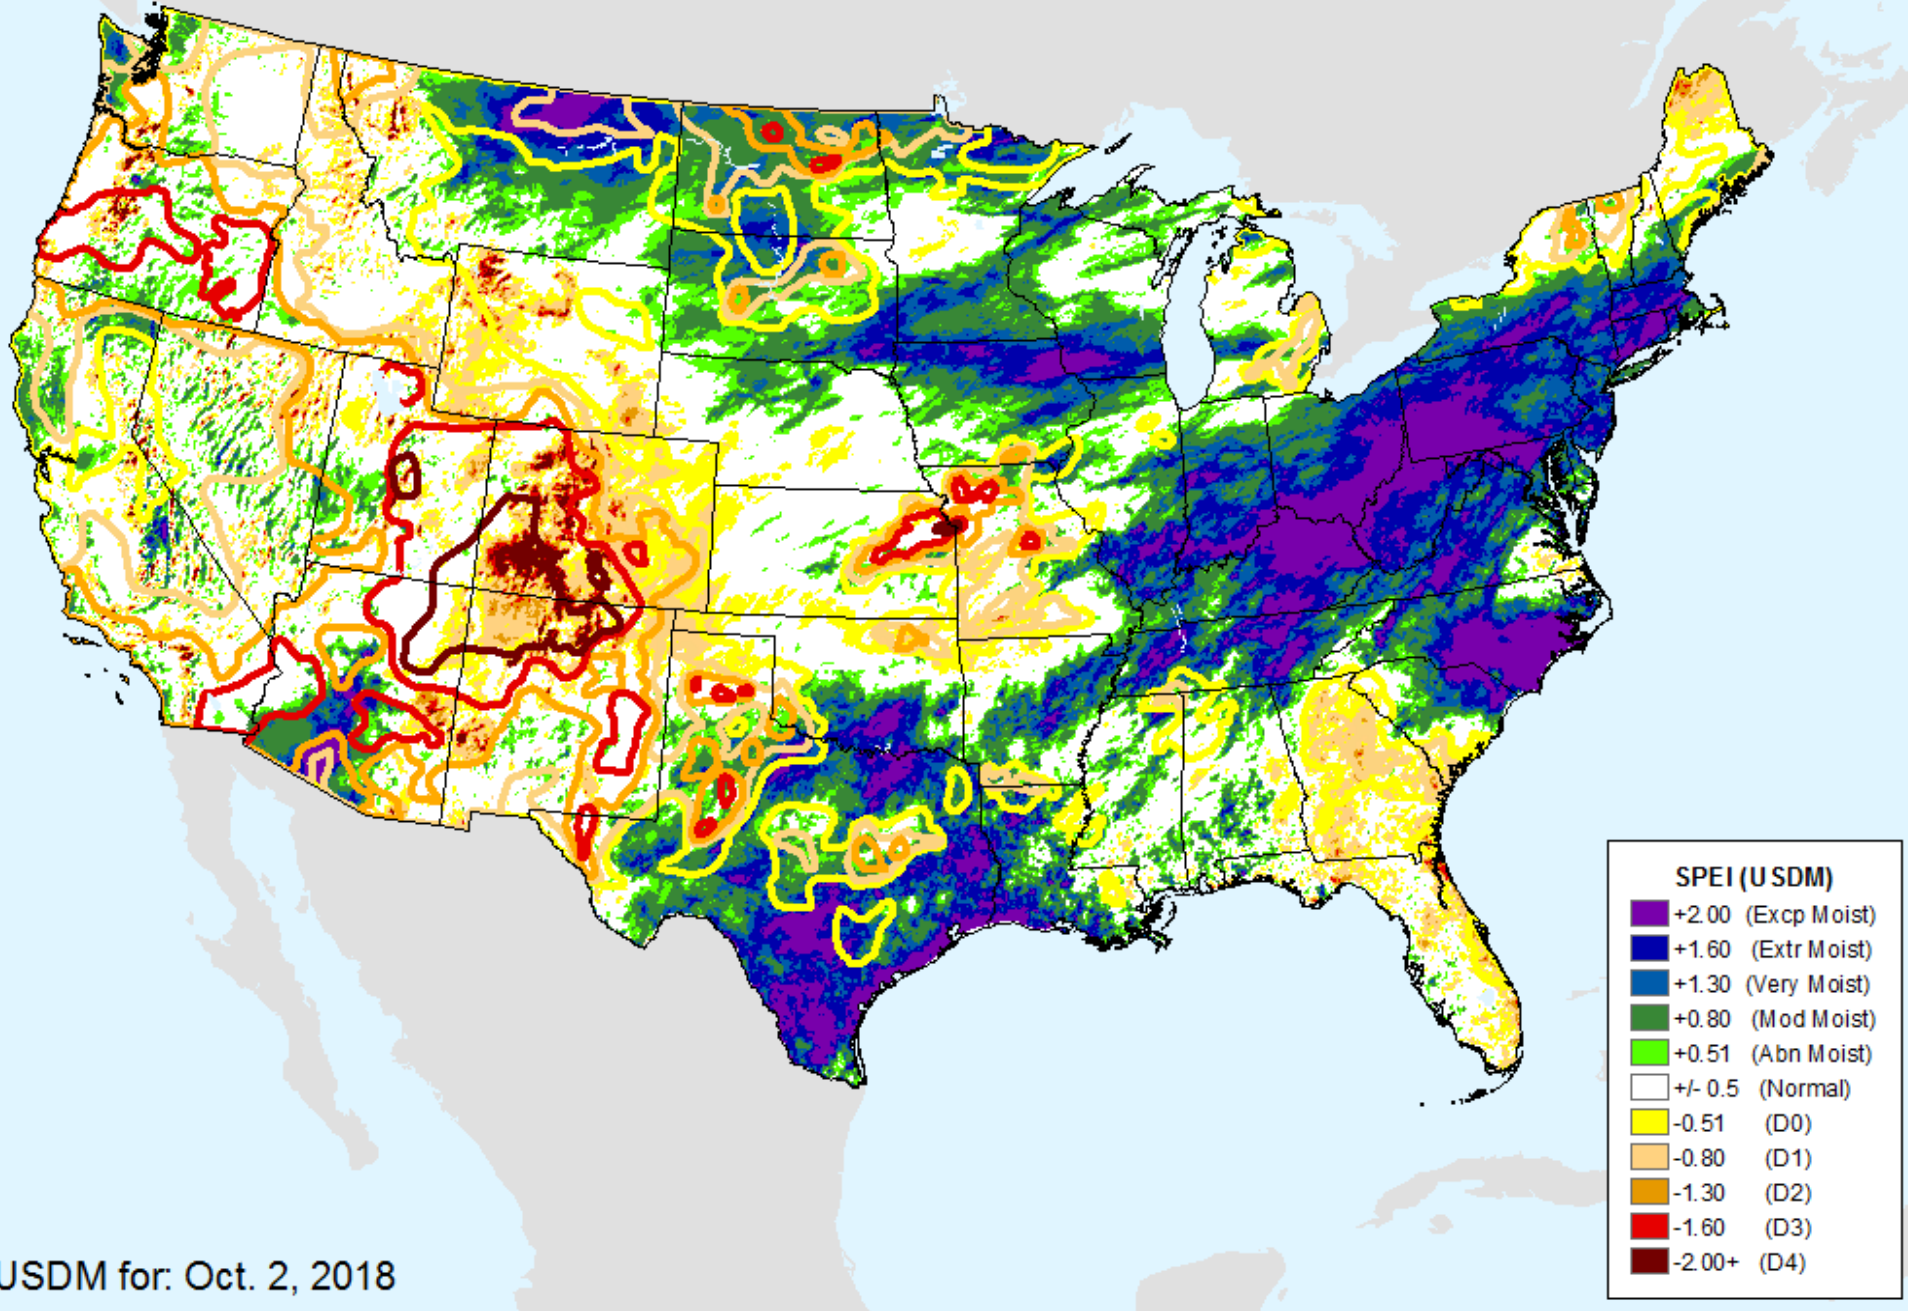 SPEI (USDM)
+2.00 (Excp Moist)
+1.60 (Extr Moist)
+1.30 (Very Moist)
+0.80 (Mod Moist)
+0.51 (Abn Moist)
+/- 0.5 (Normal)
-0.51 (D0)
-0.80 (D1)
-1.30 (D2)
-1.60 (D3)
-2.00+ (D4)
USDM for: Oct. 2, 2018